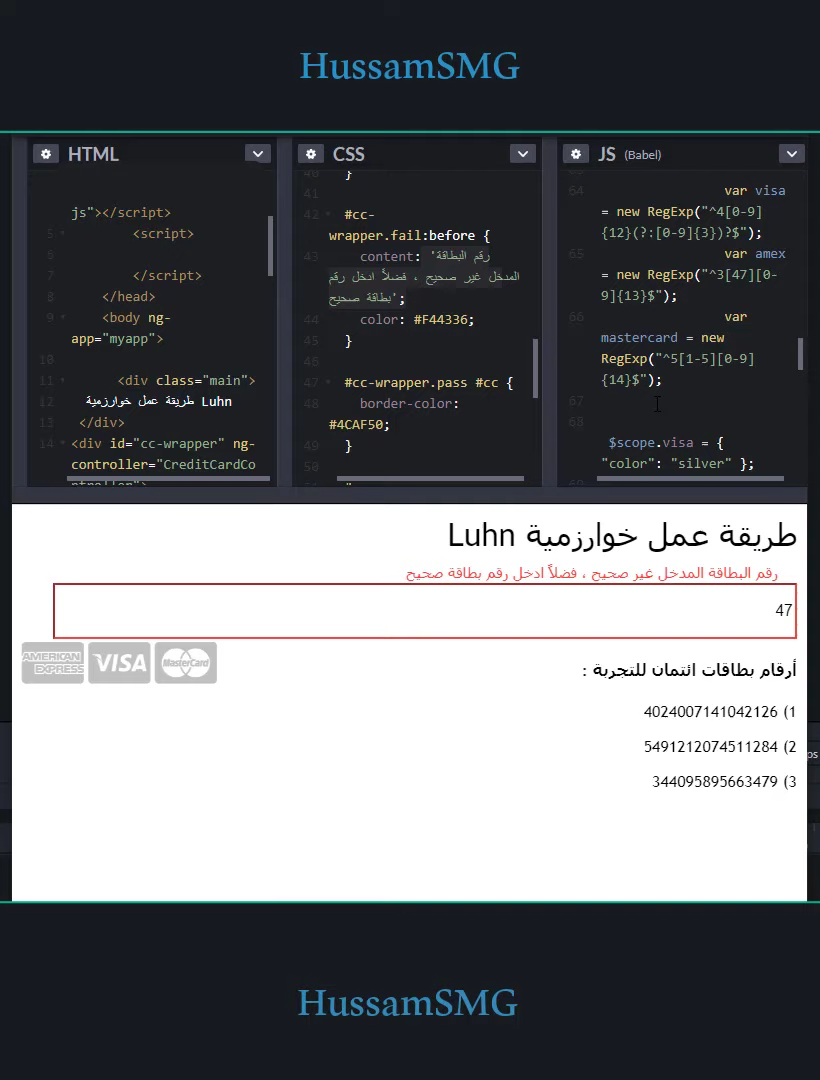 HussamSMG
HTML
js"></script>
5 <script>
6
7 </script>
8 </head>
9 <body ng-
app="myapp">
10
11 <div class="main">
12 طريقة عمل خوارزمية Luhn
13 </div>
14 <div id="cc-wrapper" ng-
controller="CreditCardCo
ntroller">
CSS
40 }
41
42 #cc-
wrapper.fail:before {
43 content: 'رقم البطاقة
المدخل غير صحيح ، فضلاً ادخل رقم
بطاقة صحيح';
44 color: #F44336;
45 }
46
47 #cc-wrapper.pass #cc {
48 border-color:
#4CAF50;
49 }
50
JS (Babel)
64 var visa
= new RegExp("^4[0-9]
{12}(?:[0-9]{3})?$");
65 var amex
= new RegExp("^3[47][0-
9]{13}$");
66 var
mastercard = new
RegExp("^5[1-5][0-9]
{14}$");
67
68
$scope.visa = {
"color": "silver" };
طريقة عمل خوارزمية Luhn
رقم البطاقة المدخل غير صحيح ، فضلاً ادخل رقم بطاقة صحيح
47
AMERICAN EXPRESS
VISA
MasterCard
أرقام بطاقات ائتمان للتجربة :
1) 4024007141042126
2) 5491212074511284
3) 344095895663479
ps
HussamSMG